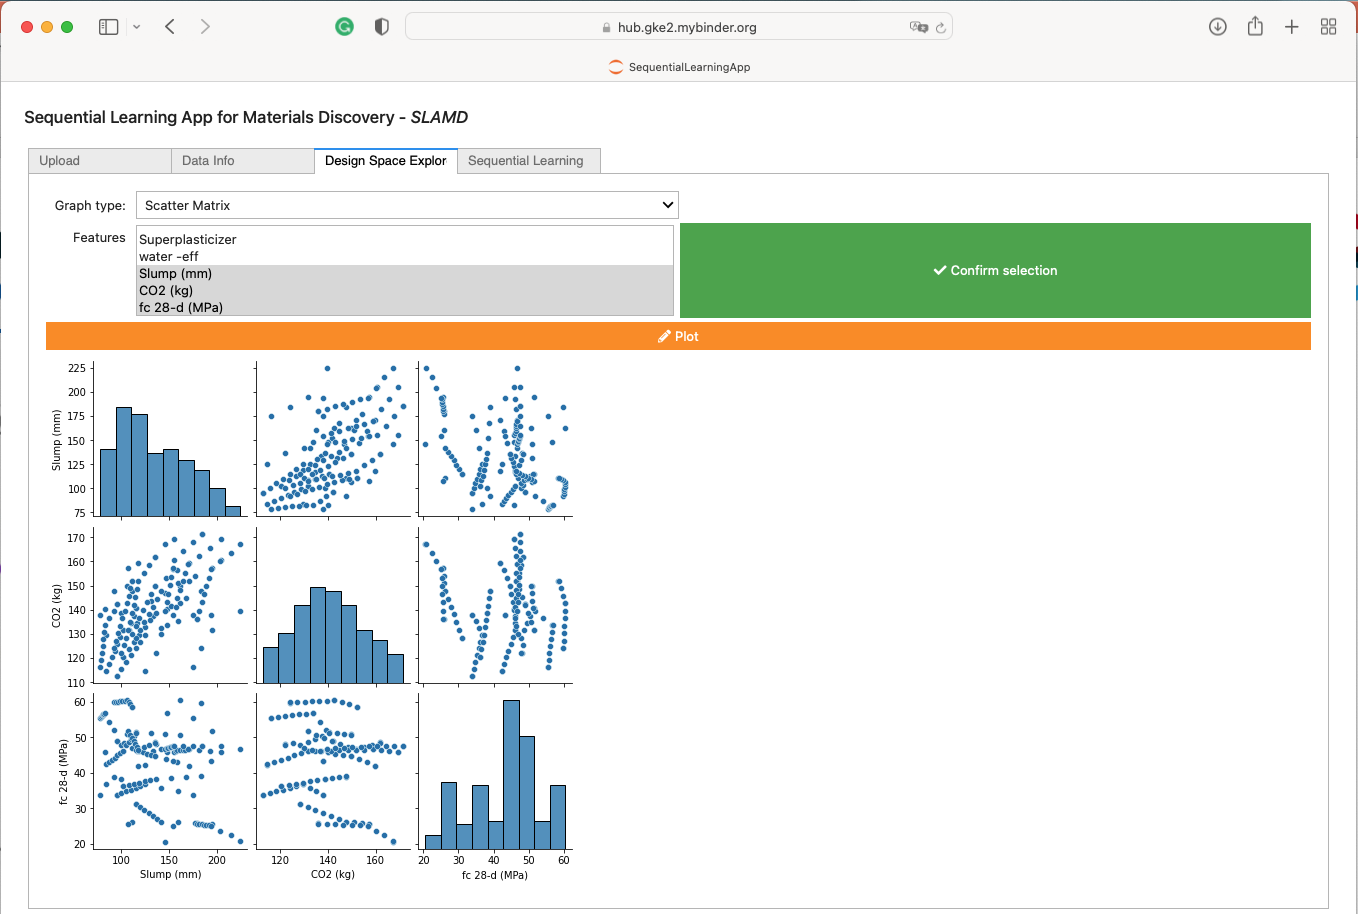 hub.gke2.mybinder.org
SequentialLearningApp
Sequential Learning App for Materials Discovery - SLAMD
Upload
Data Info
Design Space Explor
Sequential Learning
Graph type:
Scatter Matrix
Features
Superplasticizer
water -eff
Slump (mm)
CO2 (kg)
fc 28-d (MPa)
Confirm selection
Plot
225
200
175
150
125
100
75
Slump (mm)
170
160
150
140
130
120
110
CO2 (kg)
60
50
40
30
20
fc 28-d (MPa)
100 150 200
Slump (mm)
120 140 160
CO2 (kg)
20 30 40 50 60
fc 28-d (MPa)